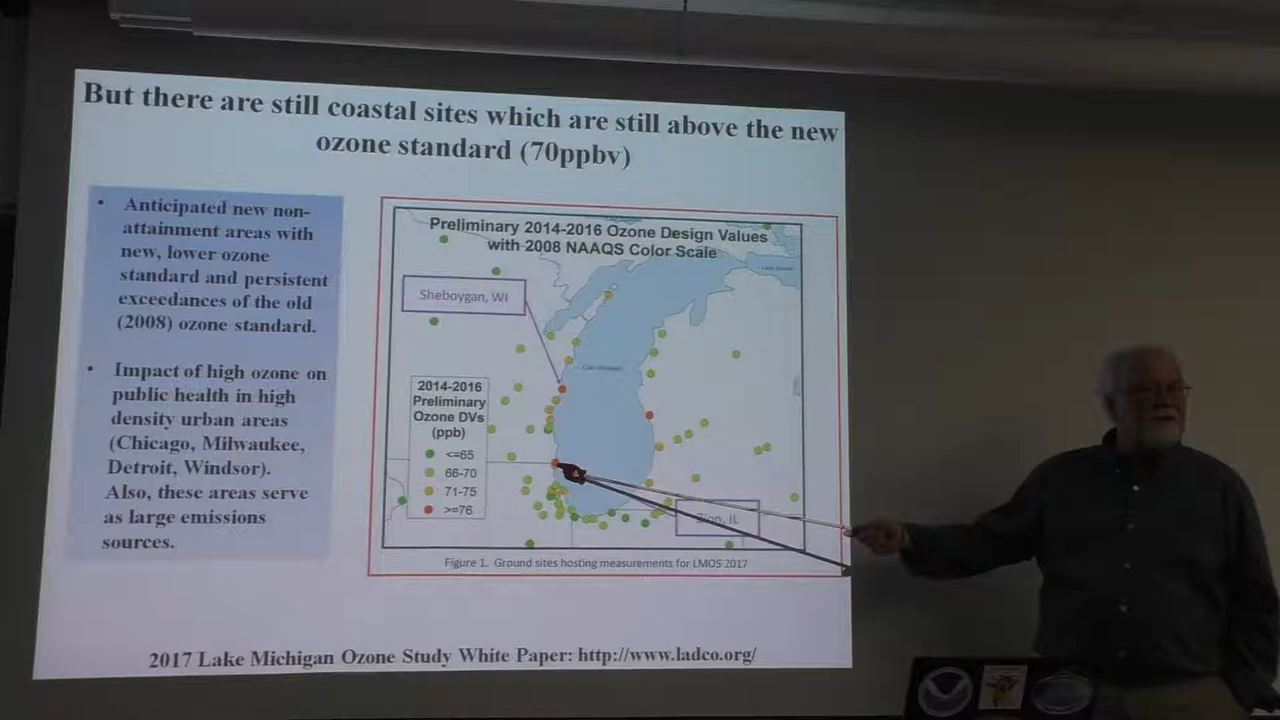 But there are still coastal sites which are still above the new
ozone standard (70ppbv)
• Anticipated new non-
attainment areas with
new, lower ozone
standard and persistent
exceedances of the old
(2008) ozone standard.
• Impact of high ozone on
public health in high
density urban areas
(Chicago, Milwaukee,
Detroit, Windsor).
Also, these areas serve
as large emissions
sources.
Preliminary 2014-2016 Ozone Design Values
with 2008 NAAQS Color Scale
Sheboygan, WI
2014-2016
Preliminary
Ozone DVs
(ppb)
<=65
66-70
71-75
>=76
Zion, IL
Figure 1. Ground sites hosting measurements for LMOS 2017
2017 Lake Michigan Ozone Study White Paper: http://www.ladco.org/